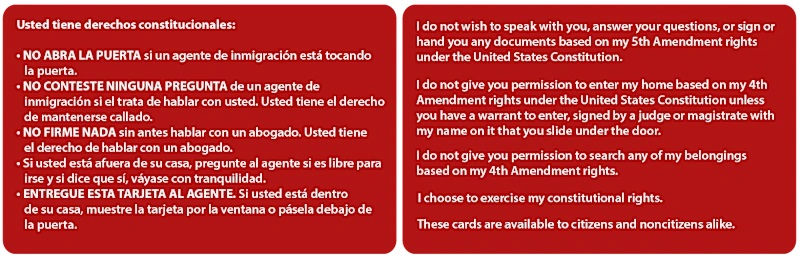 Usted tiene derechos constitucionales:
• NO ABRA LA PUERTA si un agente de inmigración está tocando
la puerta.
• NO CONTESTE NINGUNA PREGUNTA de un agente de
inmigración si el trata de hablar con usted. Usted tiene el derecho
de mantenerse callado.
• NO FIRME NADA sin antes hablar con un abogado. Usted tiene
el derecho de hablar con un abogado.
• Si usted está afuera de su casa, pregunte al agente si es libre para
irse y si dice que sí, váyase con tranquilidad.
• ENTREGUE ESTA TARJETA AL AGENTE. Si usted está dentro
de su casa, muestre la tarjeta por la ventana o pásela debajo de
la puerta.
I do not wish to speak with you, answer your questions, or sign or
hand you any documents based on my 5th Amendment rights
under the United States Constitution.
I do not give you permission to enter my home based on my 4th
Amendment rights under the United States Constitution unless
you have a warrant to enter, signed by a judge or magistrate with
my name on it that you slide under the door.
I do not give you permission to search any of my belongings
based on my 4th Amendment rights.
I choose to exercise my constitutional rights.
These cards are available to citizens and noncitizens alike.